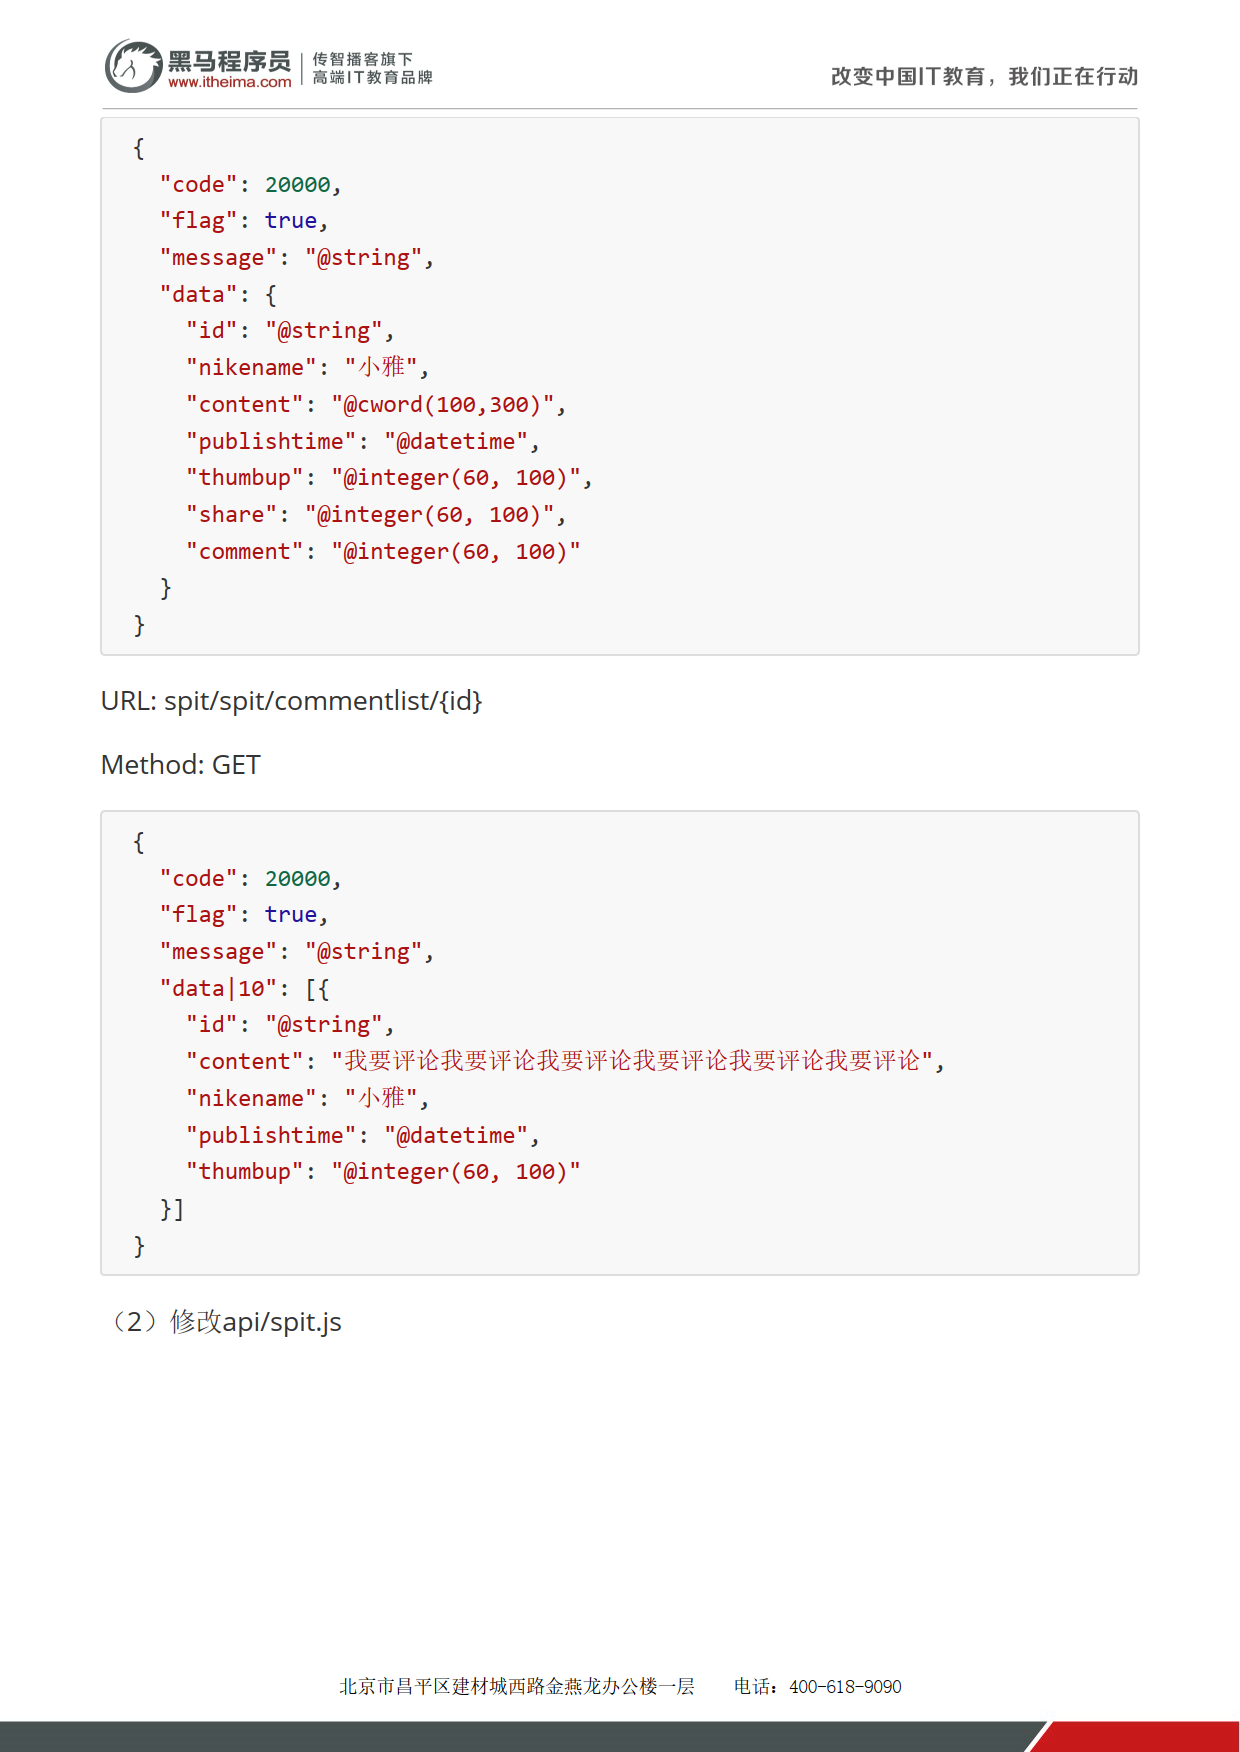 黑马程序员
www.itheima.com
传智播客旗下
高端IT教育品牌
改变中国IT教育，我们正在行动
{
  "code": 20000,
  "flag": true,
  "message": "@string",
  "data": {
    "id": "@string",
    "nikename": "小雅",
    "content": "@cword(100,300)",
    "publishtime": "@datetime",
    "thumbup": "@integer(60, 100)",
    "share": "@integer(60, 100)",
    "comment": "@integer(60, 100)"
  }
}
URL: spit/spit/commentlist/{id}
Method: GET
{
  "code": 20000,
  "flag": true,
  "message": "@string",
  "data|10": [{
    "id": "@string",
    "content": "我要评论我要评论我要评论我要评论我要评论我要评论",
    "nikename": "小雅",
    "publishtime": "@datetime",
    "thumbup": "@integer(60, 100)"
  }]
}
（2）修改api/spit.js
北京市昌平区建材城西路金燕龙办公楼一层 电话：400-618-9090